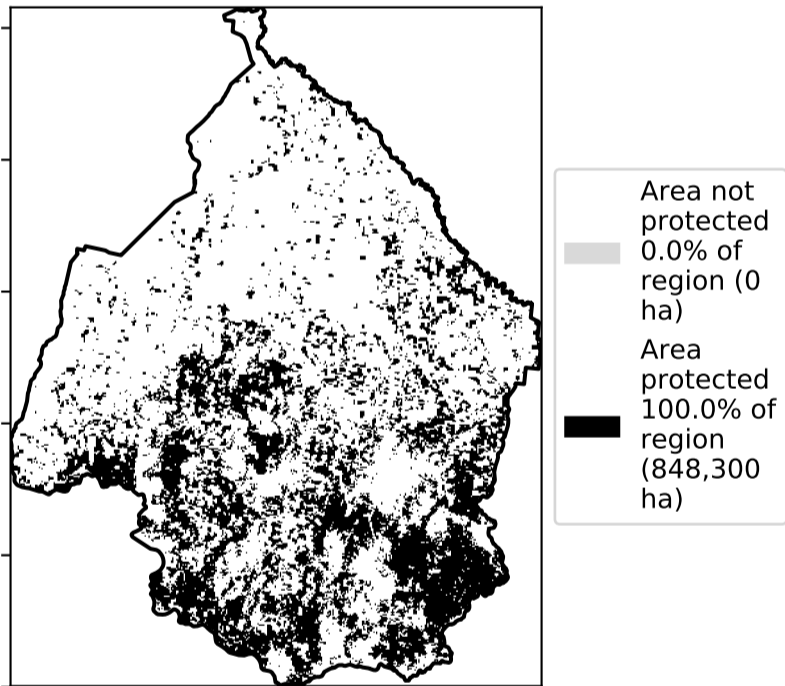 Area not
protected
0.0% of
region (0
ha)
Area
protected
100.0% of
region
(848,300
ha)